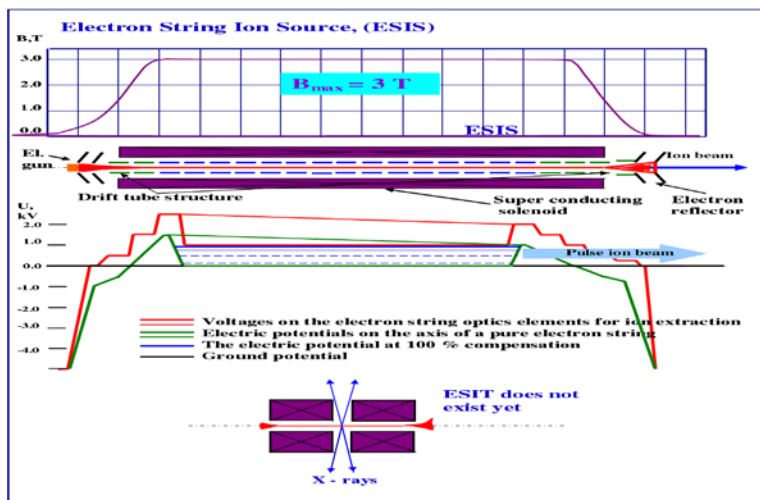 Electron String Ion Source, (ESIS)
B,T
3.0
2.0
1.0
0.0
Bmax = 3 T
ESIS
El.
gun
Ion beam
Drift tube structure
Super conducting
solenoid
Electron
reflector
U,
kV
2.0
1.0
0.0
-1.0
-2.0
-3.0
-4.0
Pulse ion beam
Voltages on the electron string optics elements for ion extraction
Electric potentials on the axis of a pure electron string
The electric potential at 100 % compensation
Ground potential
ESIT does not
exist yet
X - rays